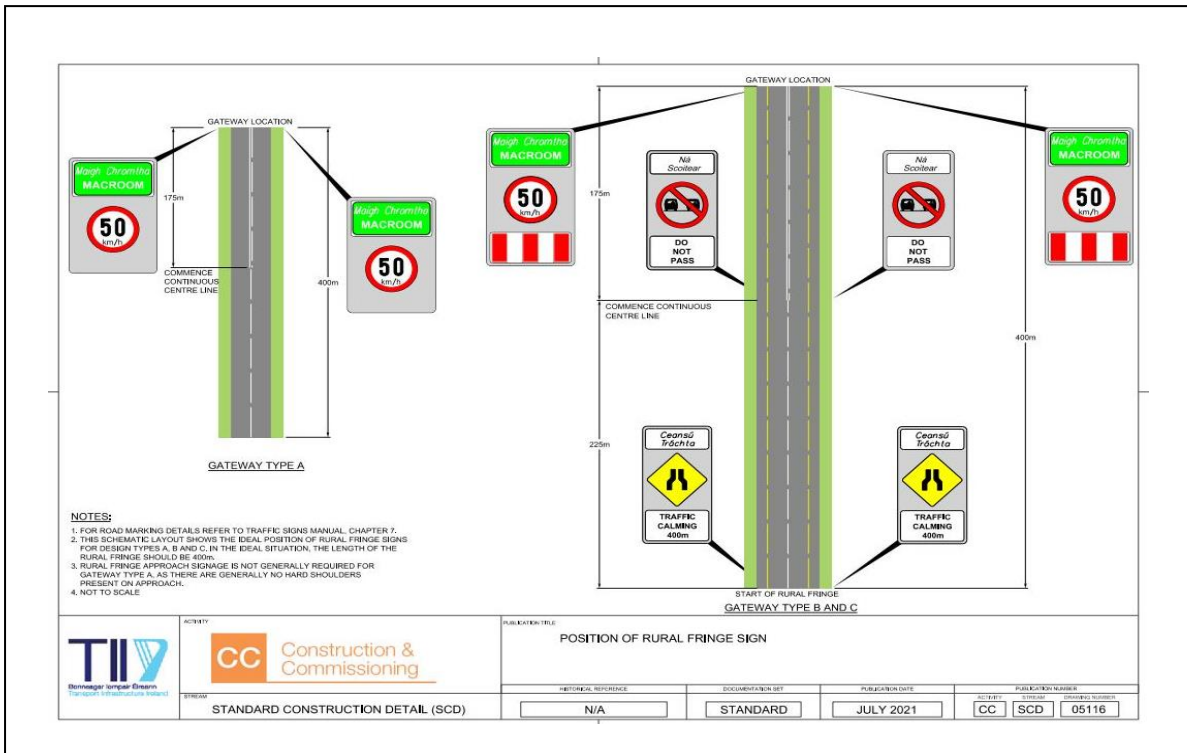 GATEWAY LOCATION
Maigh Chromtha
MACROOM
50
km/h
175m
COMMENCE
CONTINUOUS
CENTRE LINE
Maigh Chromtha
MACROOM
50
km/h
400m
GATEWAY TYPE A
GATEWAY LOCATION
Maigh Chromtha
MACROOM
50
km/h
175m
Ná
Scoitear
DO
NOT
PASS
Ná
Scoitear
DO
NOT
PASS
Maigh Chromtha
MACROOM
50
km/h
COMMENCE CONTINUOUS
CENTRE LINE
400m
225m
Ceansú
Tráchta
TRAFFIC
CALMING
400m
Ceansú
Tráchta
TRAFFIC
CALMING
400m
START OF RURAL FRINGE
GATEWAY TYPE B AND C
NOTES:
1. FOR ROAD MARKING DETAILS REFER TO TRAFFIC SIGNS MANUAL, CHAPTER 7.
2. THIS SCHEMATIC LAYOUT SHOWS THE IDEAL POSITION OF RURAL FRINGE SIGNS
FOR DESIGN TYPES A, B AND C, IN THE IDEAL SITUATION, THE LENGTH OF THE
RURAL FRINGE SHOULD BE 400m.
3. RURAL FRINGE APPROACH SIGNAGE IS NOT GENERALLY REQUIRED FOR
GATEWAY TYPE A, AS THERE ARE GENERALLY NO HARD SHOULDERS
PRESENT ON APPROACH.
4. NOT TO SCALE
TII
Bonneagar Iompair Éireann
Transport Infrastructure Ireland
ACTIVITY
CC
Construction &
Commissioning
STREAM
STANDARD CONSTRUCTION DETAIL (SCD)
PUBLICATION TITLE
POSITION OF RURAL FRINGE SIGN
HISTORICAL REFERENCE
N/A
DOCUMENTATION SET
STANDARD
PUBLICATION DATE
JULY 2021
PUBLICATION NUMBER
ACTIVITY STREAM DRAWING NUMBER
CC SCD 05116